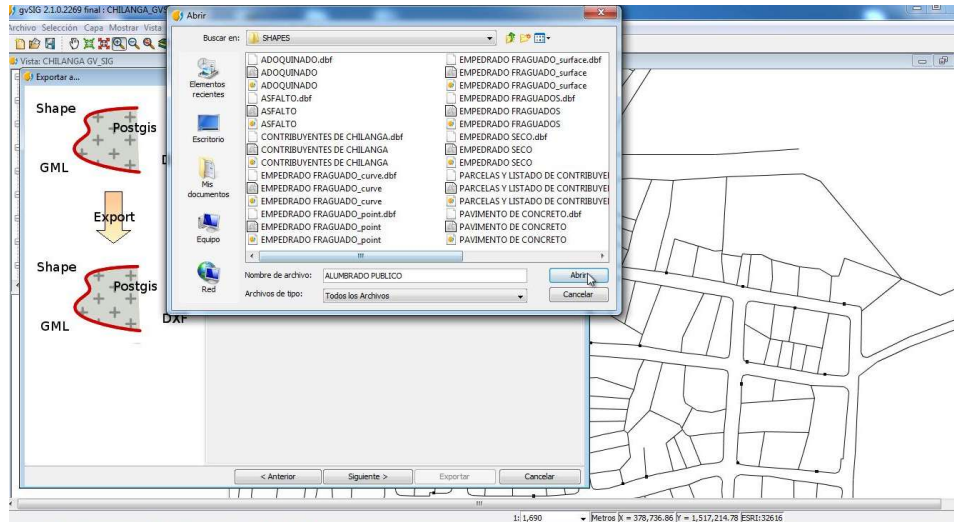 gvSIG 2.1.0.2269 final : CHILANGA_GVS
Archivo Selección Capa Mostrar Vista
Vista: CHILANGA GV_SIG
Exportar a...
Shape
Postgis
GML
Export
Shape
Postgis
GML
DXF
Abrir
Buscar en:
SHAPES
Elementos recientes
Escritorio
Mis documentos
Equipo
Red
ADOQUINADO.dbf
ADOQUINADO
ADOQUINADO
ASFALTO.dbf
ASFALTO
ASFALTO
CONTRIBUYENTES DE CHILANGA.dbf
CONTRIBUYENTES DE CHILANGA
CONTRIBUYENTES DE CHILANGA
EMPEDRADO FRAGUADO_curve.dbf
EMPEDRADO FRAGUADO_curve
EMPEDRADO FRAGUADO_curve
EMPEDRADO FRAGUADO_point.dbf
EMPEDRADO FRAGUADO_point
EMPEDRADO FRAGUADO_point
EMPEDRADO FRAGUADO_surface.dbf
EMPEDRADO FRAGUADO_surface
EMPEDRADO FRAGUADO_surface
EMPEDRADO FRAGUADOS.dbf
EMPEDRADO FRAGUADOS
EMPEDRADO FRAGUADOS
EMPEDRADO SECO.dbf
EMPEDRADO SECO
EMPEDRADO SECO
PARCELAS Y LISTADO DE CONTRIBUYE
PARCELAS Y LISTADO DE CONTRIBUYE
PARCELAS Y LISTADO DE CONTRIBUYE
PAVIMENTO DE CONCRETO.dbf
PAVIMENTO DE CONCRETO
PAVIMENTO DE CONCRETO
Nombre de archivo:
ALUMBRADO PUBLICO
Abrir
Archivos de tipo:
Todos los Archivos
Cancelar
< Anterior
Siguiente >
Exportar
Cancelar
1: 1,690
Metros X = 378,736.86 Y = 1,517,214.78 ESRI:32616